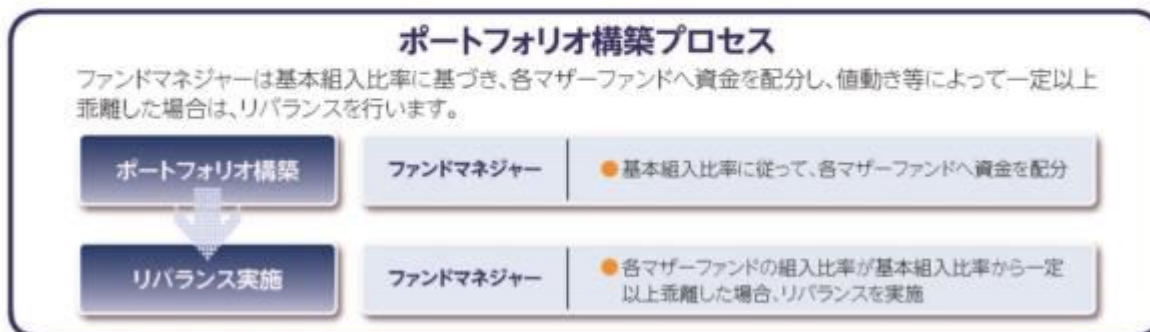 ポートフォリオ構築プロセス
ファンドマネジャーは基本組入比率に基づき、各マザーファンドへ資金を配分し、値動き等によって一定以上
乖離した場合は、リバランスを行います。
ポートフォリオ構築
ファンドマネジャー
●基本組入比率に従って、各マザーファンドへ資金を配分
リバランス実施
ファンドマネジャー
●各マザーファンドの組入比率が基本組入比率から一定
以上乖離した場合、リバランスを実施